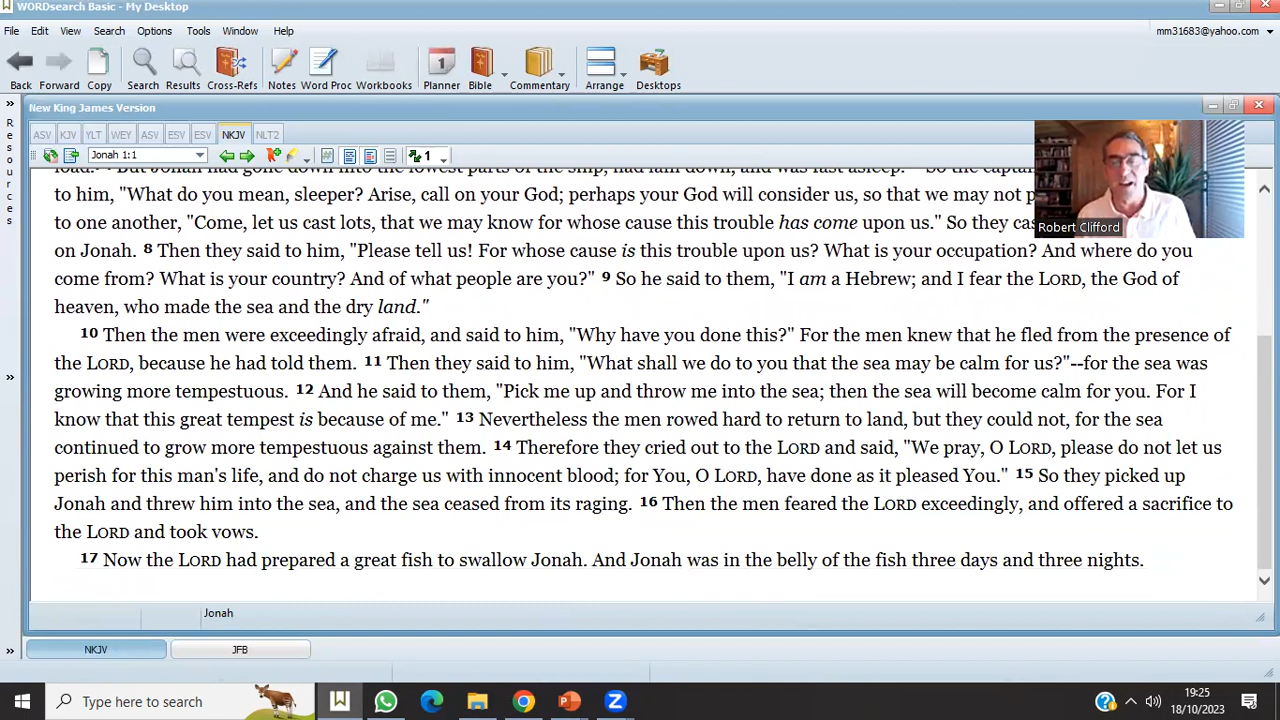 WORDsearch Basic - My Desktop
File Edit View Search Options Tools Window Help
mm31683@yahoo.com
Back Forward Copy Search Results Cross-Refs Notes Word Proc Workbooks Planner Bible Commentary Arrange Desktops
»
Resources
»
»
New King James Version
ASV KJV YLT WEY ASV ESV ESV NKJV NLT2
Jonah 1:1
1
to him, "What do you mean, sleeper? Arise, call on your God; perhaps your God will consider us, so that we may not
to one another, "Come, let us cast lots, that we may know for whose cause this trouble has come upon us." So they
on Jonah. 8 Then they said to him, "Please tell us! For whose cause is this trouble upon us? What is your occupation? And where do you
come from? What is your country? And of what people are you?" 9 So he said to them, "I am a Hebrew; and I fear the LORD, the God of
heaven, who made the sea and the dry land."
10 Then the men were exceedingly afraid, and said to him, "Why have you done this?" For the men knew that he fled from the presence of
the LORD, because he had told them. 11 Then they said to him, "What shall we do to you that the sea may be calm for us?"--for the sea was
growing more tempestuous. 12 And he said to them, "Pick me up and throw me into the sea; then the sea will become calm for you. For I
know that this great tempest is because of me." 13 Nevertheless the men rowed hard to return to land, but they could not, for the sea
continued to grow more tempestuous against them. 14 Therefore they cried out to the LORD and said, "We pray, O LORD, please do not let us
perish for this man's life, and do not charge us with innocent blood; for You, O LORD, have done as it pleased You." 15 So they picked up
Jonah and threw him into the sea, and the sea ceased from its raging. 16 Then the men feared the LORD exceedingly, and offered a sacrifice to
the LORD and took vows.
17 Now the LORD had prepared a great fish to swallow Jonah. And Jonah was in the belly of the fish three days and three nights.
Robert Clifford
Jonah
NKJV JFB
Type here to search
19:25
18/10/2023